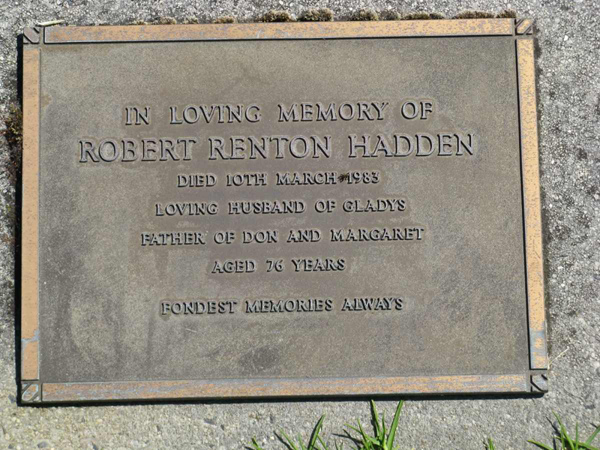 IN LOVING MEMORY OF
ROBERT RENTON HADDEN
DIED 10TH MARCH 1983
LOVING HUSBAND OF GLADYS
FATHER OF DON AND MARGARET
AGED 76 YEARS
FONDEST MEMORIES ALWAYS